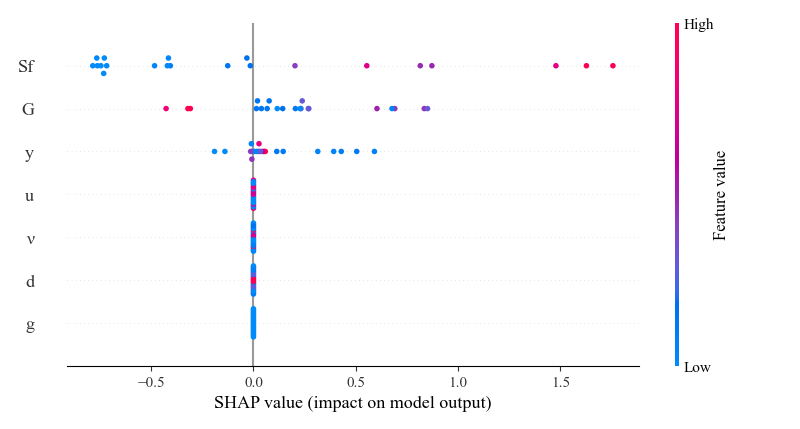 High
Sf
G
y
u
v
d
g
Low
Feature value
−0.5
0.0
0.5
1.0
1.5
SHAP value (impact on model output)